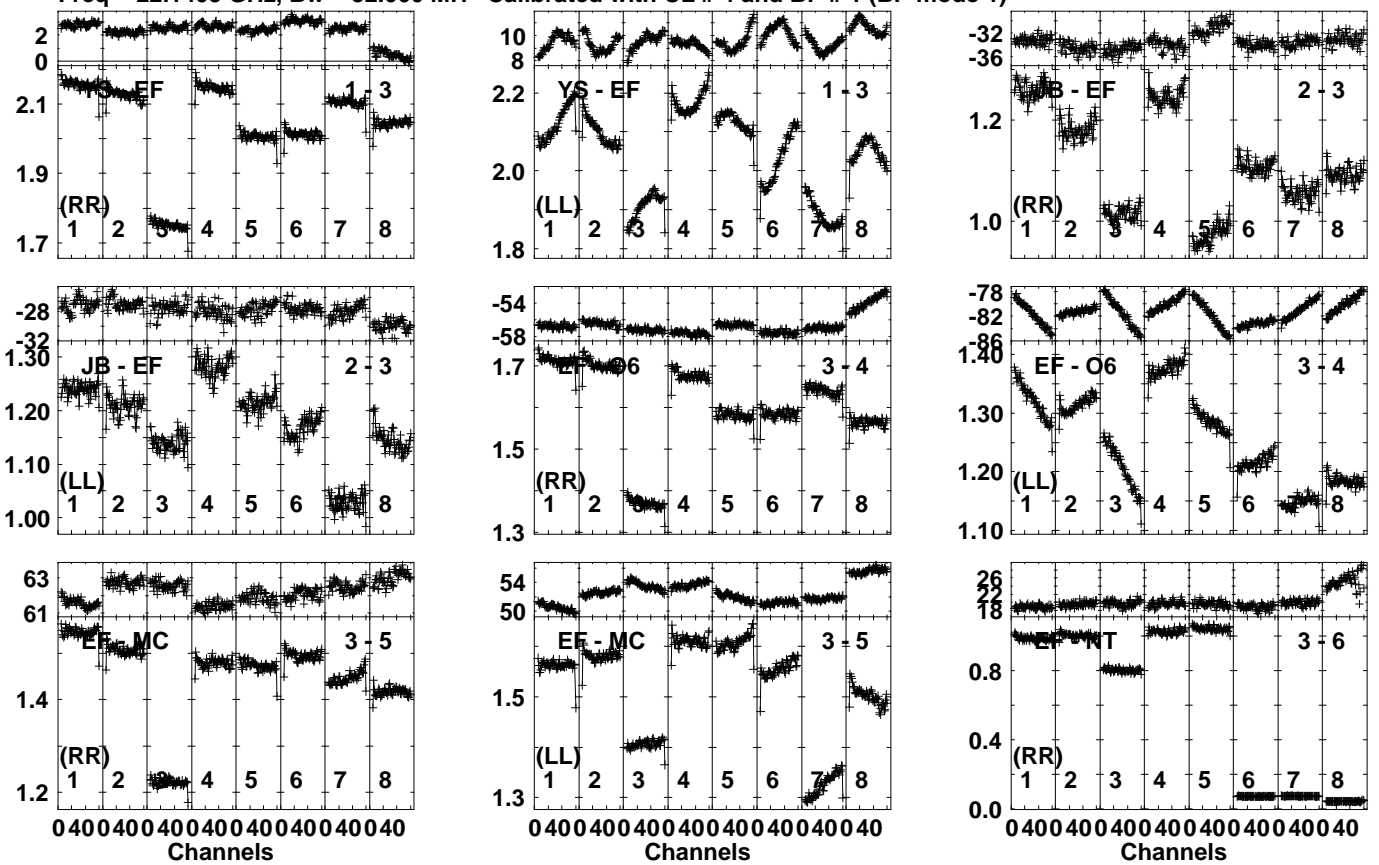 GHz, Bw = 32.000 MH Calibrated with CL # and BP # 1 (BP mode 1)
2
0
YS - EF 1 - 3
2.1
1.9
1.7
(RR)
1 2 3 4 5 6 7 8
10
8
YS - EF 1 - 3
2.2
2.0
1.8
(LL)
1 2 3 4 5 6 7 8
-32
-36
JB - EF 2 - 3
1.2
1.0
(RR)
1 2 3 4 5 6 7 8
-28
-32
JB - EF 2 - 3
1.30
1.20
1.10
1.00
(LL)
1 2 3 4 5 6 7 8
-54
-58
EF - O6 3 - 4
1.7
1.5
1.3
(RR)
1 2 3 4 5 6 7 8
-78
-82
-86
EF - O6 3 - 4
1.40
1.30
1.20
1.10
(LL)
1 2 3 4 5 6 7 8
63
61
EF - MC 3 - 5
1.4
1.2
(RR)
1 2 3 4 5 6 7 8
0 40 0 40 0 40 0 40 0 40 0 40 0 40 0 40
Channels
54
50
EF - MC 3 - 5
1.5
1.3
(LL)
1 2 3 4 5 6 7 8
0 40 0 40 0 40 0 40 0 40 0 40 0 40 0 40
Channels
26
22
18
EF - NT 3 - 6
0.8
0.4
0.0
(RR)
1 2 3 4 5 6 7 8
0 40 0 40 0 40 0 40 0 40 0 40 0 40 0 40
Channels